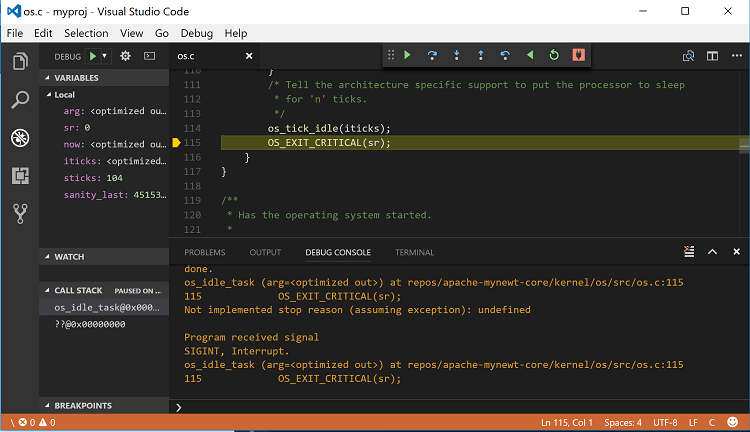 os.c - myproj - Visual Studio Code
File Edit Selection View Go Debug Help
DEBUG
os.c
VARIABLES
Local
arg: <optimized ou…
sr: 0
now: <optimized ou…
iticks: <optimized…
sticks: 104
sanity_last: 45153…
WATCH
CALL STACK PAUSED ON …
os_idle_task@0x000…
??@0x00000000
BREAKPOINTS
110 }
111 /* Tell the architecture specific support to put the processor to sleep
112 * for 'n' ticks.
113 */
114 os_tick_idle(iticks);
115 OS_EXIT_CRITICAL(sr);
116 }
117 }
118
119 /**
120 * Has the operating system started.
121 *
PROBLEMS OUTPUT DEBUG CONSOLE TERMINAL
done.
os_idle_task (arg=<optimized out>) at repos/apache-mynewt-core/kernel/os/src/os.c:115
115 OS_EXIT_CRITICAL(sr);
Not implemented stop reason (assuming exception): undefined
Program received signal
SIGINT, Interrupt.
os_idle_task (arg=<optimized out>) at repos/apache-mynewt-core/kernel/os/src/os.c:115
115 OS_EXIT_CRITICAL(sr);
\ 0 0 Ln 115, Col 1 Spaces: 4 UTF-8 LF C